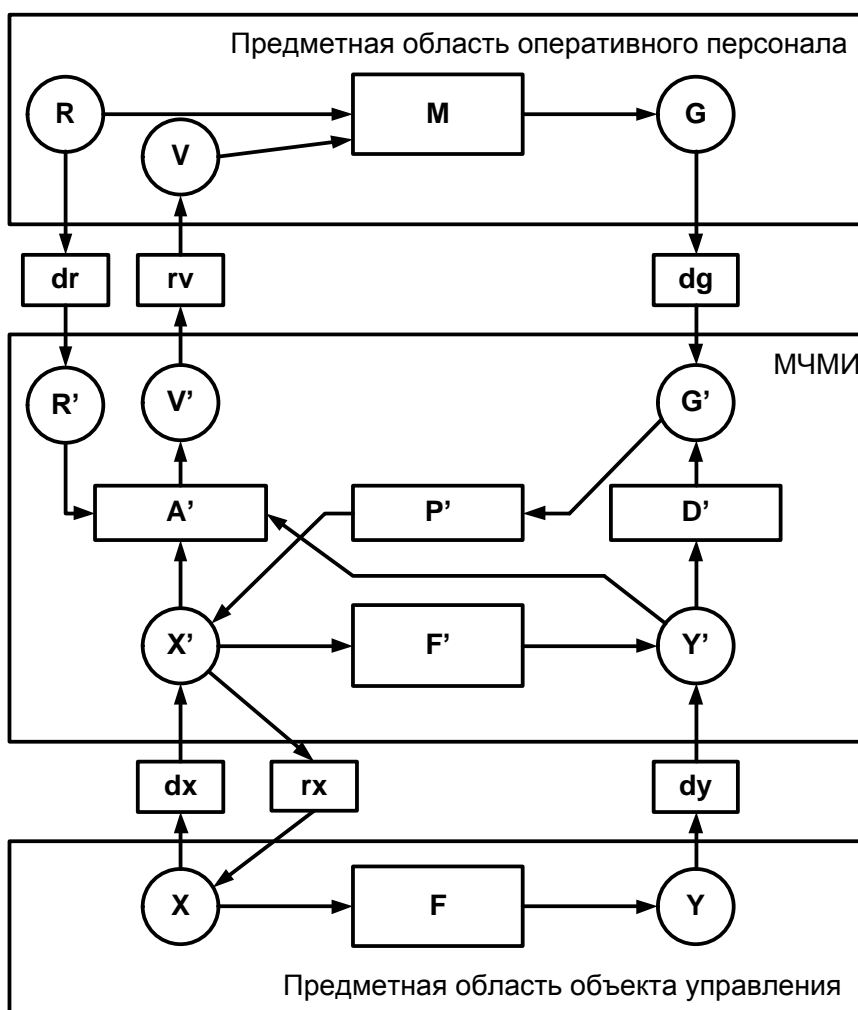 Предметная область оперативного персонала
R
M
G
V
dr
rv
dg
МЧМИ
R'
V’
G’
A'
P'
D'
X’
F'
Y’
dx
rx
dy
X
F
Y
Предметная область объекта управления